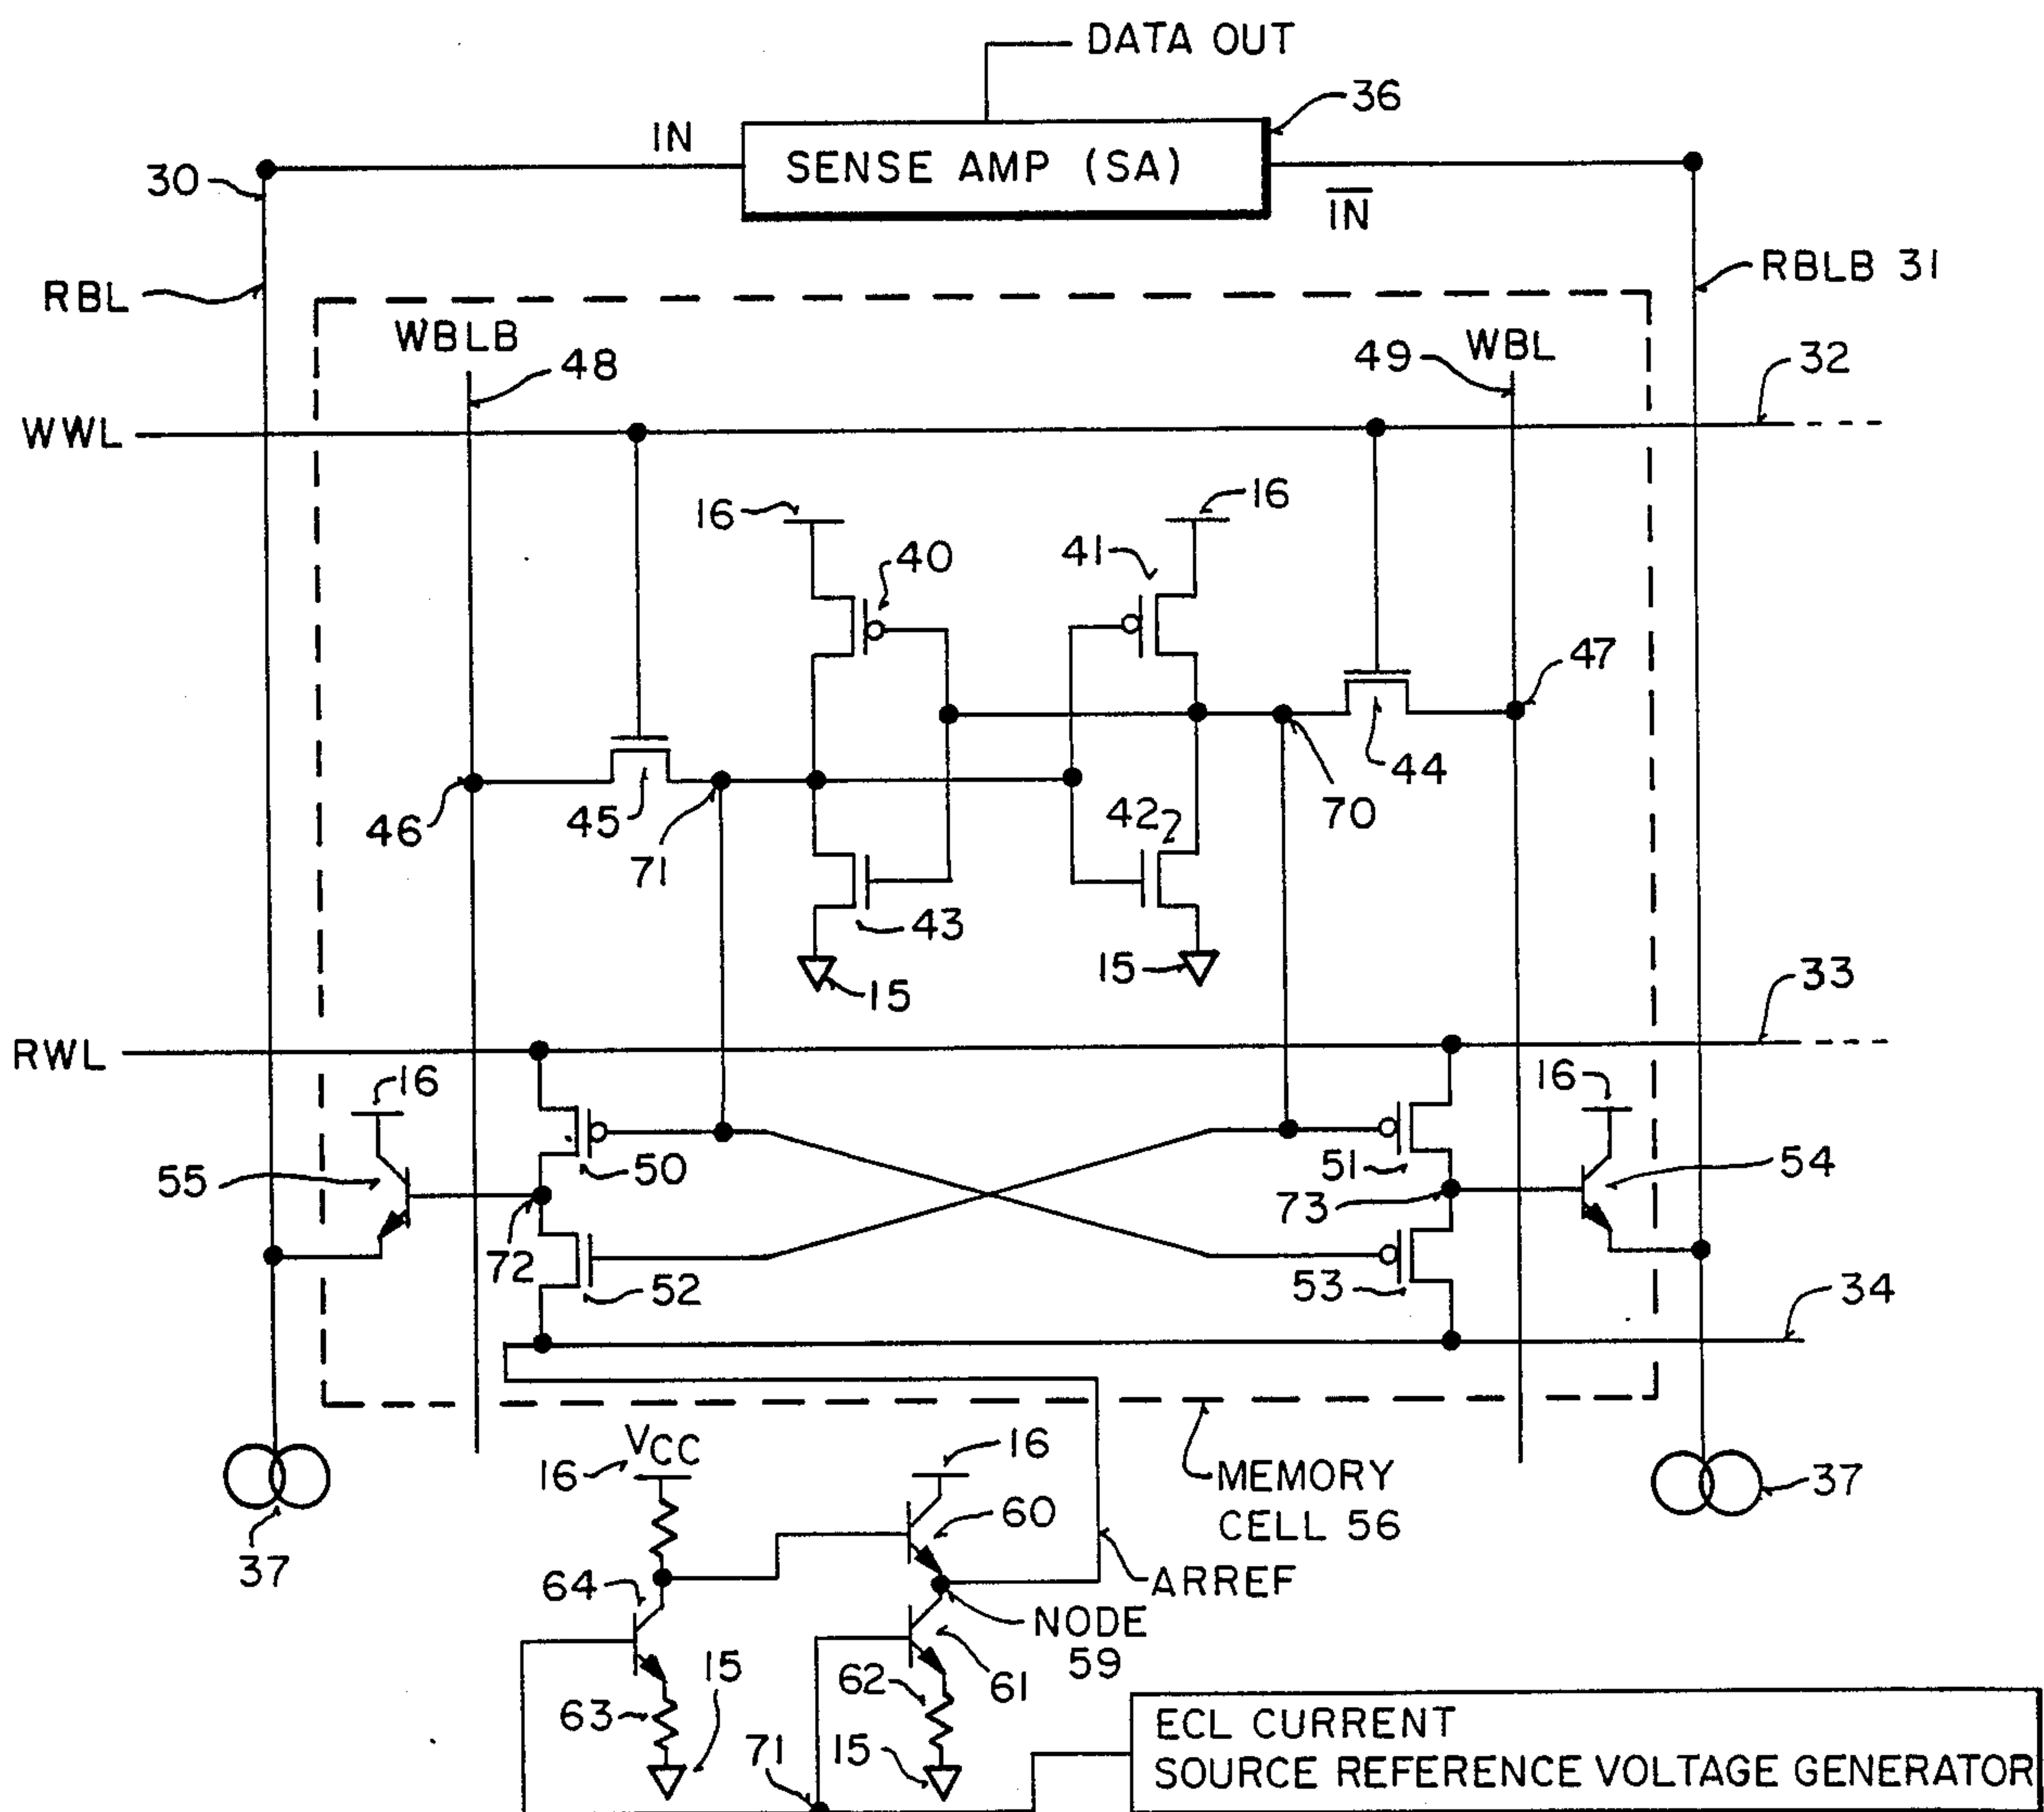 DATA OUT
36
IN
SENSE AMP (SA)
30
IN
RBL
RBLB 31
WBLB
WBL
48
49
32
WWL
16
16
40
41
47
46
45
71
44
70
42
43
15
15
33
RWL
16
16
55
50
51
54
72
73
52
53
34
VCC
16
16
MEMORY
CELL 56
60
37
37
64
ARREF
NODE
59
15
62
61
63
71
15
ECL CURRENT
SOURCE REFERENCE VOLTAGE GENERATOR